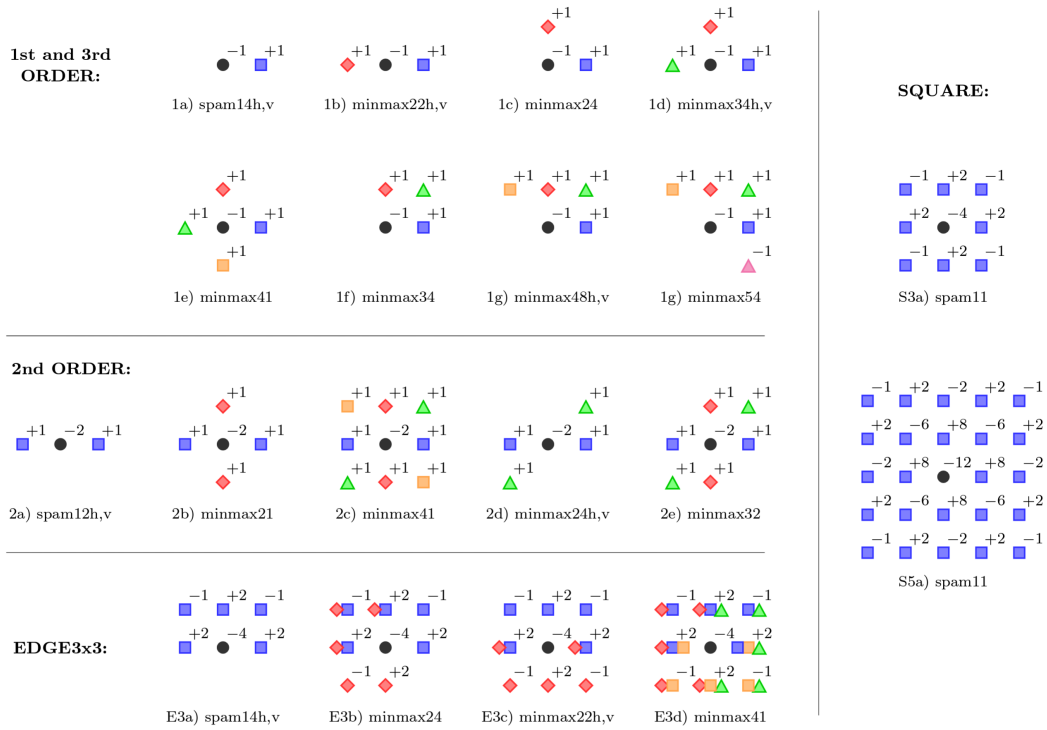 1st and 3rd
ORDER:
+1
+1
−1 +1
+1 −1 +1
−1 +1
+1 −1 +1
1a) spam14h,v
1b) minmax22h,v
1c) minmax24
1d) minmax34h,v
SQUARE:
+1
+1 +1
+1 +1 +1
+1 +1 +1
−1 +2 −1
+1 −1 +1
−1 +1
−1 +1
−1 +1
+2 −4 +2
+1
−1
−1 +2 −1
1e) minmax41
1f) minmax34
1g) minmax48h,v
1g) minmax54
S3a) spam11
2nd ORDER:
+1
+1 +1 +1
+1
+1 +1
−1 +2 −2 +2 −1
+1 −2 +1
+1 −2 +1
+1 −2 +1
−2
+1 −2 +1
+2 −6 +8 −6 +2
+1
+1 +1 +1
+1
+1 +1
−2 +8 −12 +8 −2
2a) spam12h,v
2b) minmax21
2c) minmax41
2d) minmax24h,v
2e) minmax32
+2 −6 +8 −6 +2
−1 +2 −2 +2 −1
S5a) spam11
EDGE3x3:
−1 +2 −1
−1 +2 −1
−1 +2 −1
−1 +2 −1
+2 −4 +2
+2 −4 +2
+2 −4 +2
+2 −4 +2
−1 +2
−1 +2 −1
−1 +2 −1
E3a) spam14h,v
E3b) minmax24
E3c) minmax22h,v
E3d) minmax41